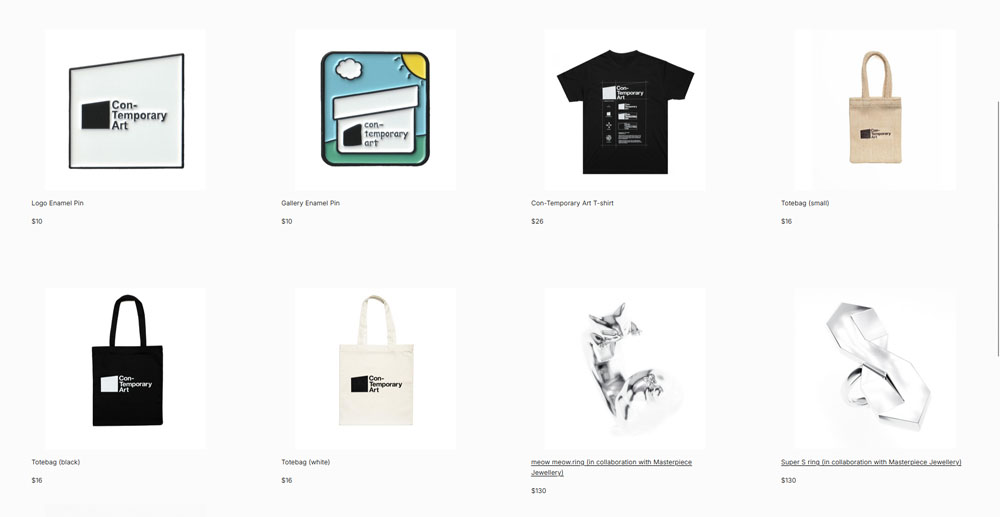 Con-
Temporary
Art
con-
temporary
art
Con-
Temporary
Art
Con-
Temporary
Art
Logo Enamel Pin
$10
Gallery Enamel Pin
$10
Con-Temporary Art T-shirt
$26
Totebag (small)
$16
Con-
Temporary
Art
Con-
Temporary
Art
Totebag (black)
$16
Totebag (white)
$16
meow meow ring (in collaboration with Masterpiece
Jewellery)
$130
Super S ring (in collaboration with Masterpiece Jewellery)
$130